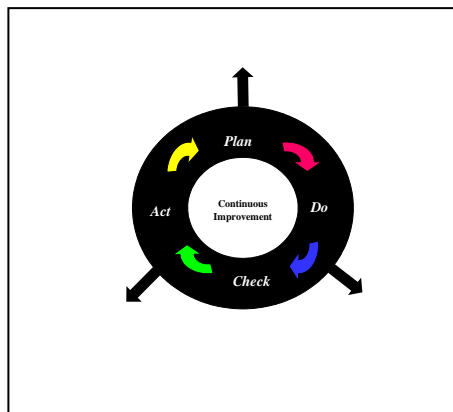 Plan
Act
Continuous
Improvement
Do
Check